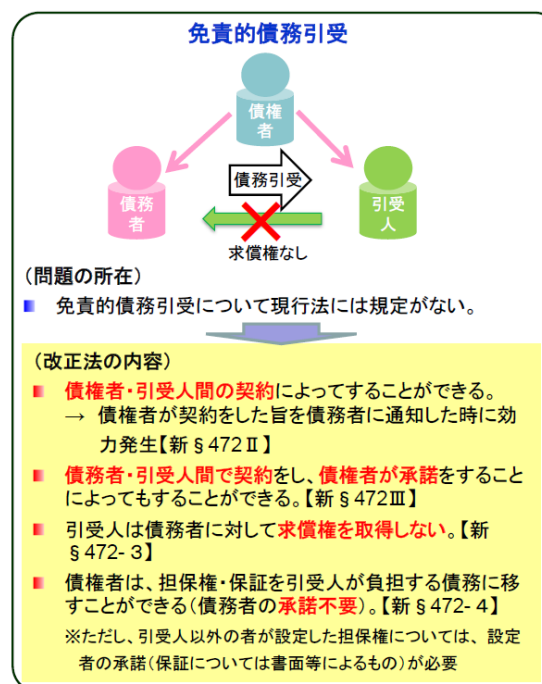 免責的債務引受
債権
者
債務
者
債務引受
引受
人
求償権なし
（問題の所在）
免責的債務引受について現行法には規定がない。
（改正法の内容）
債権者・引受人間の契約によってすることができる。
→ 債権者が契約をした旨を債務者に通知した時に効
力発生【新§472Ⅱ】
債務者・引受人間で契約をし、債権者が承諾をすること
によってもすることができる。【新§472Ⅲ】
引受人は債務者に対して求償権を取得しない。【新
§472-３】
債権者は、担保権・保証を引受人が負担する債務に移
すことができる（債務者の承諾不要）。【新§472-４】
※ただし、引受人以外の者が設定した担保権については、設定
者の承諾（保証については書面等によるもの）が必要